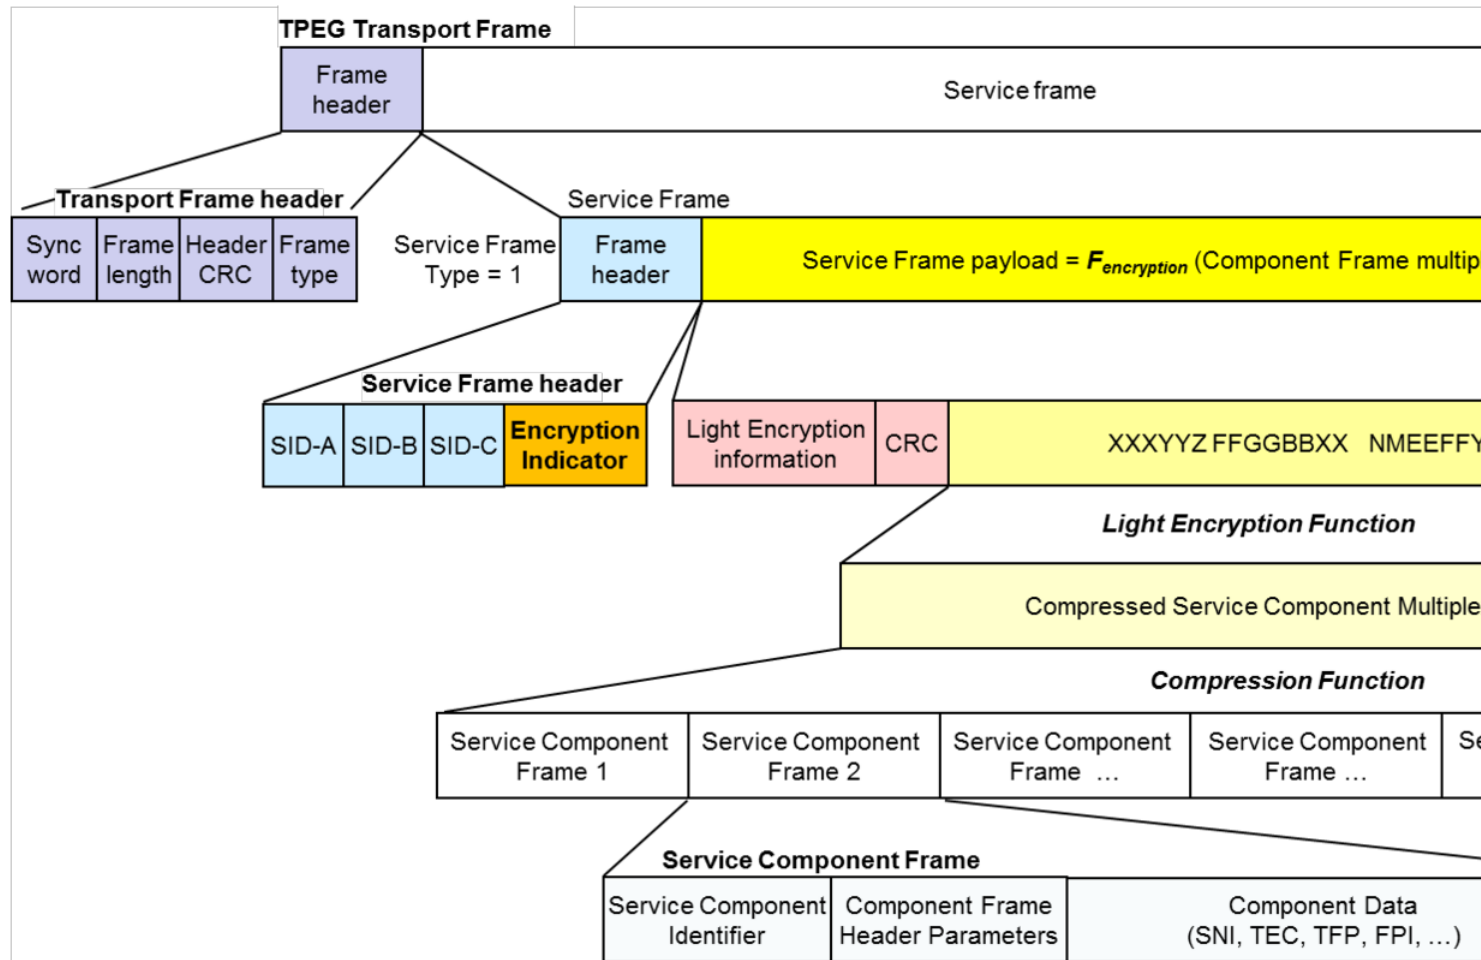 TPEG Transport Frame
Frame
header
Service frame
Transport Frame header
Service Frame
Sync
word
Frame
length
Header
CRC
Frame
type
Service Frame
Type = 1
Frame
header
Service Frame payload = Fencryption (Component Frame multip
Service Frame header
SID-A
SID-B
SID-C
Encryption
Indicator
Light Encryption
information
CRC
XXXYYZ FFGGBBXX NMEEFFY
Light Encryption Function
Compressed Service Component Multiple
Compression Function
Service Component
Frame 1
Service Component
Frame 2
Service Component
Frame ...
Service Component
Frame ...
Se
Service Component Frame
Service Component
Identifier
Component Frame
Header Parameters
Component Data
(SNI, TEC, TFP, FPI, ...)